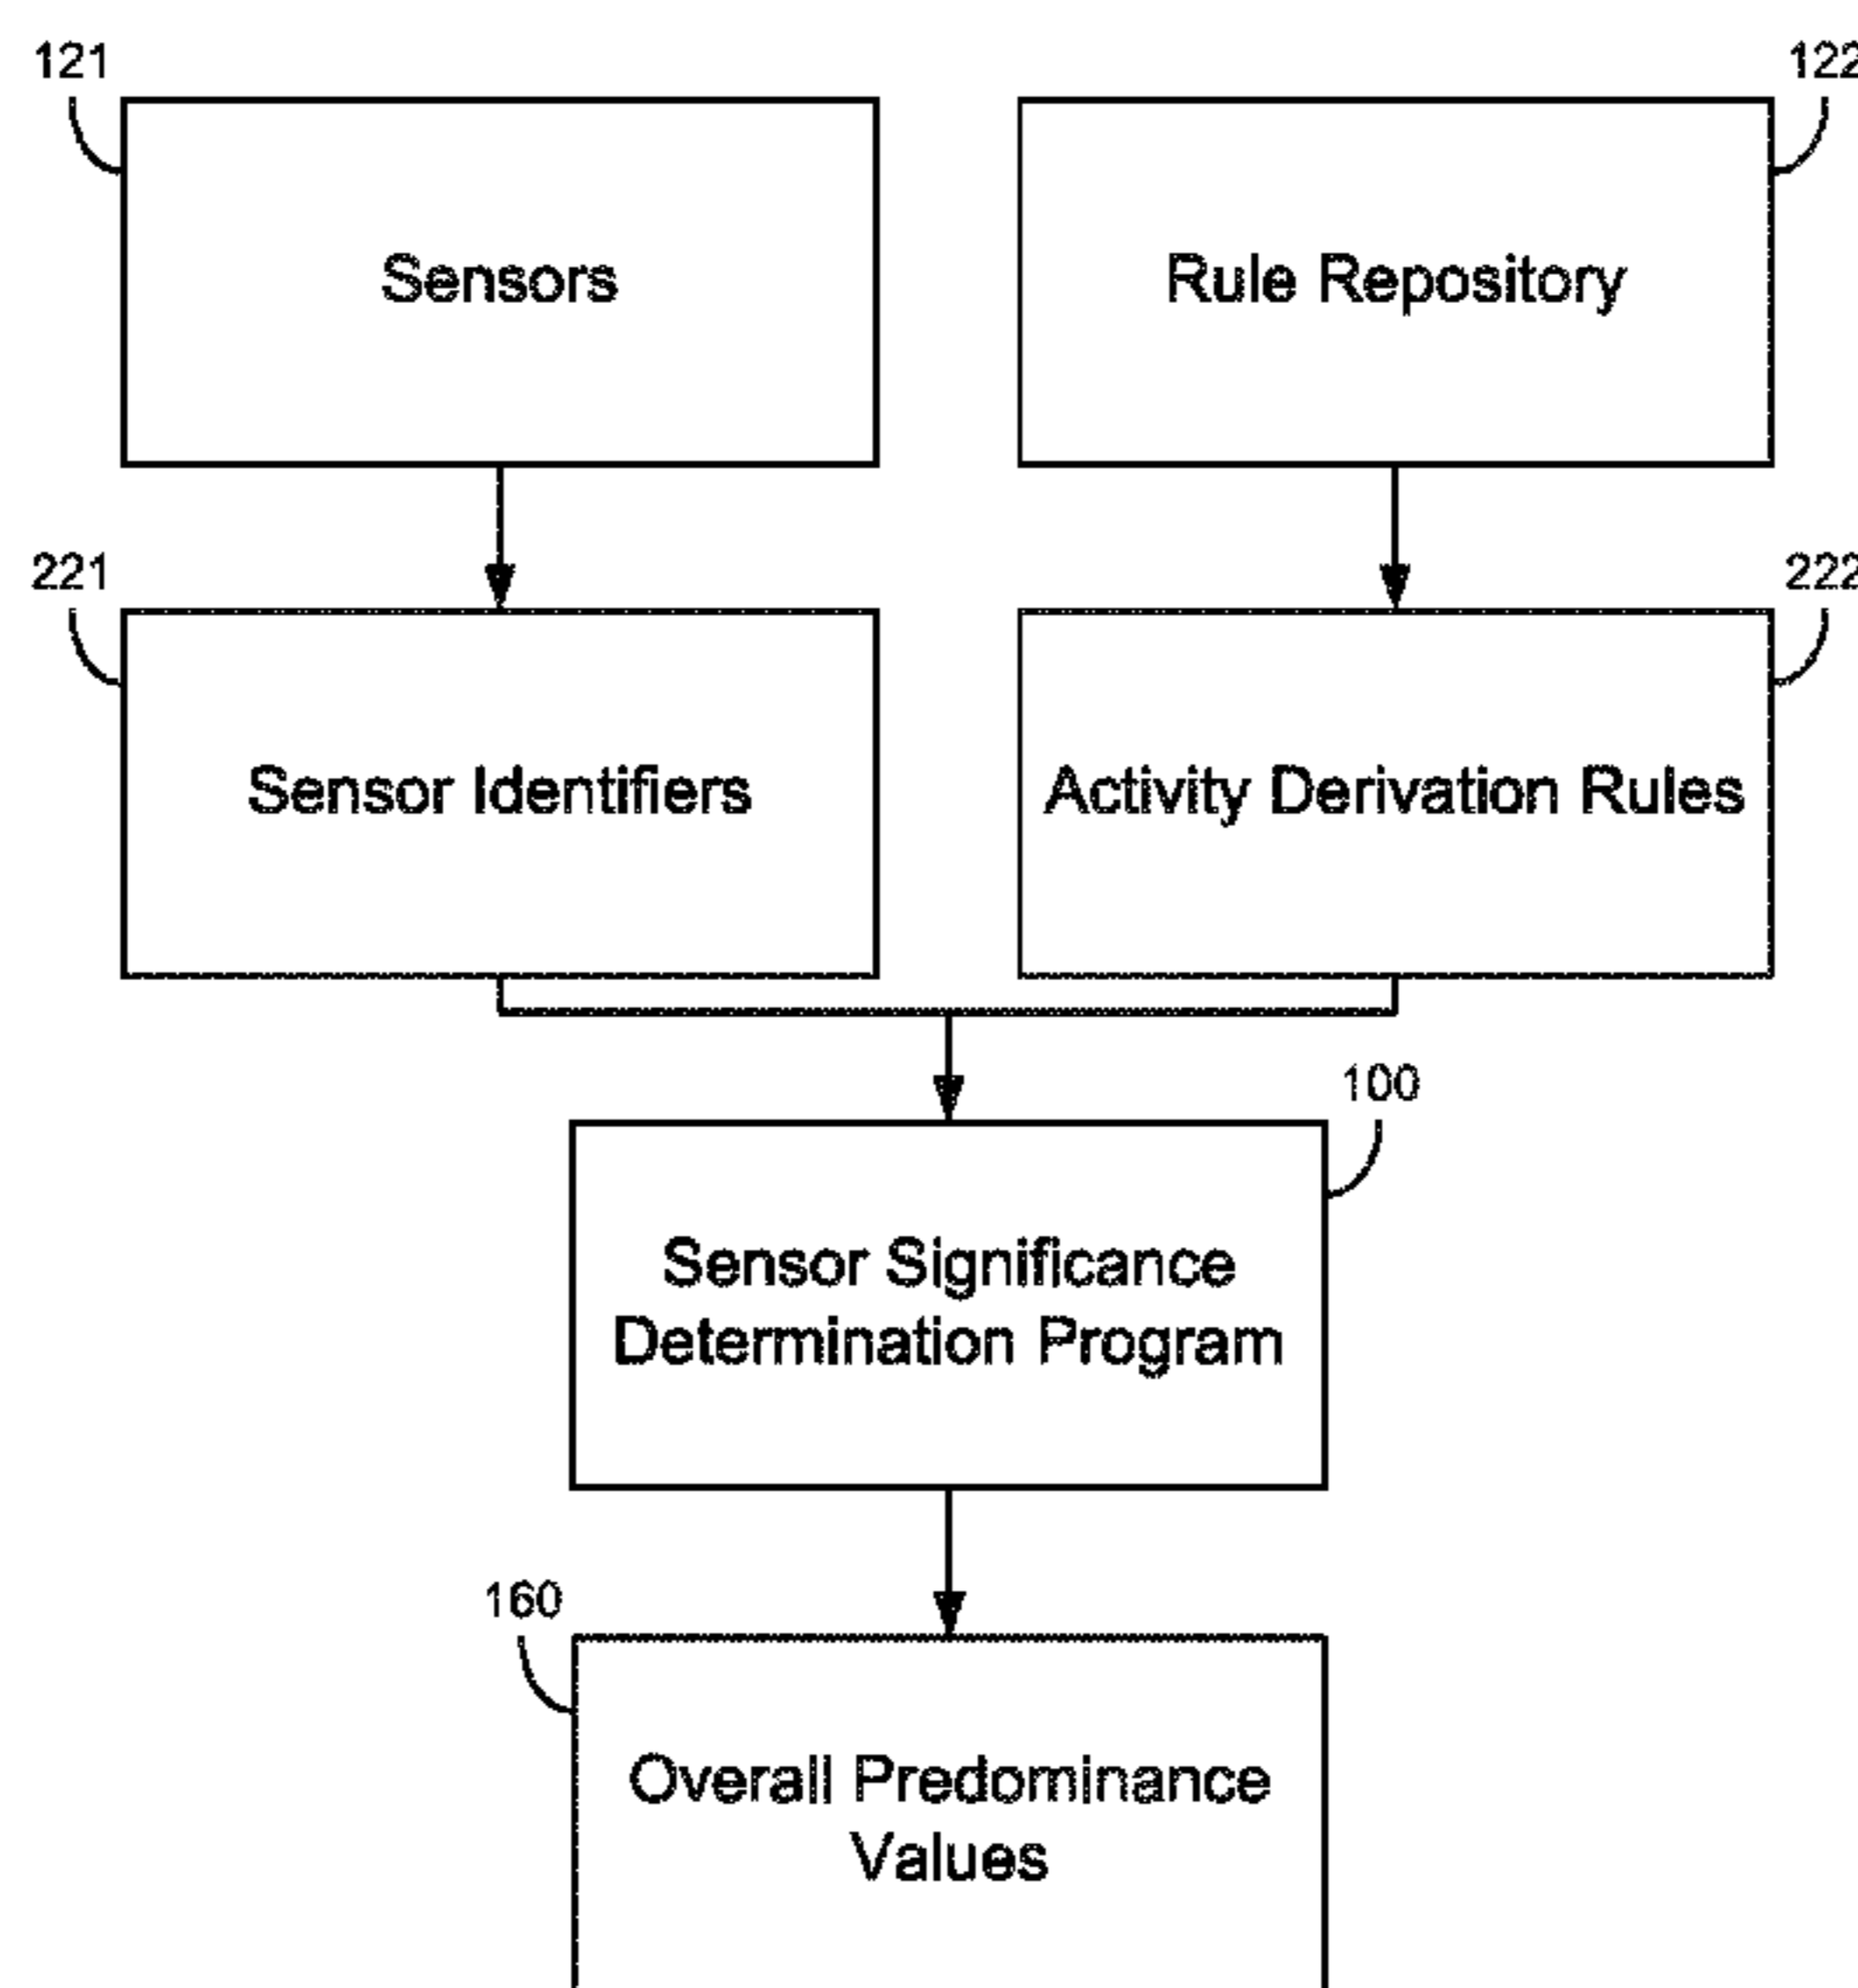 121
122
Sensors
Rule Repository
221
222
Sensor Identifiers
Activity Derivation Rules
100
Sensor Significance
Determination Program
160
Overall Predominance
Values